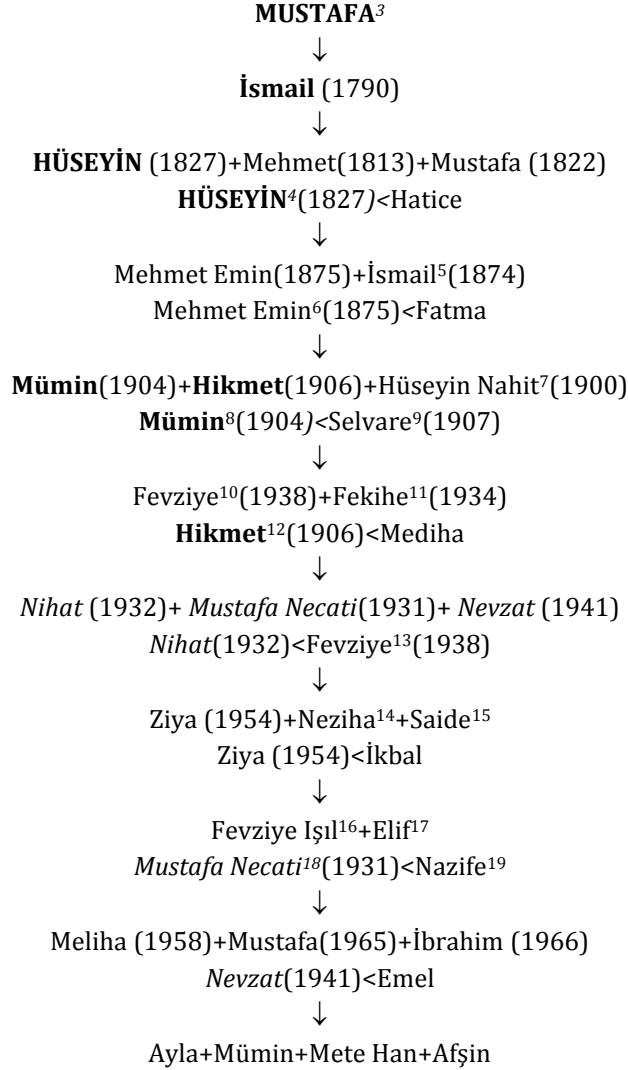 MUSTAFA³
↓
İsmail (1790)
↓
HÜSEYİN (1827)+Mehmet(1813)+Mustafa (1822)
HÜSEYİN⁴(1827)<Hatice
↓
Mehmet Emin(1875)+İsmail⁵(1874)
Mehmet Emin⁶(1875)<Fatma
↓
Mümin(1904)+Hikmet(1906)+Hüseyin Nahit⁷(1900)
Mümin⁸(1904)<Selvare⁹(1907)
↓
Fevziye¹⁰(1938)+Fekihe¹¹(1934)
Hikmet¹²(1906)<Mediha
↓
Nihat (1932)+ Mustafa Necati(1931)+ Nevzat (1941)
Nihat(1932)<Fevziye¹³(1938)
↓
Ziya (1954)+Neziha¹⁴+Saide¹⁵
Ziya (1954)<İkbal
↓
Fevziye Işıl¹⁶+Elif¹⁷
Mustafa Necati¹⁸(1931)<Nazife¹⁹
↓
Meliha (1958)+Mustafa(1965)+İbrahim (1966)
Nevzat(1941)<Emel
↓
Ayla+Mümin+Mete Han+Afşin